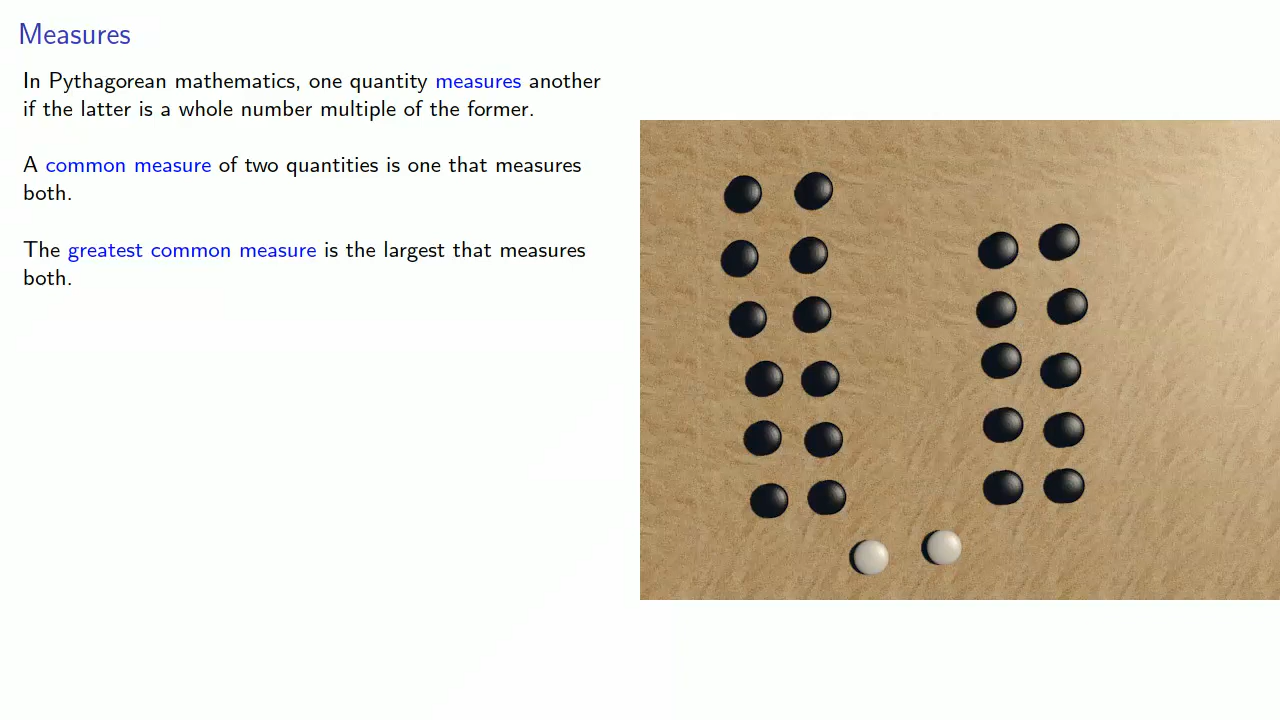 Measures
In Pythagorean mathematics, one quantity measures another
if the latter is a whole number multiple of the former.
A common measure of two quantities is one that measures
both.
The greatest common measure is the largest that measures
both.